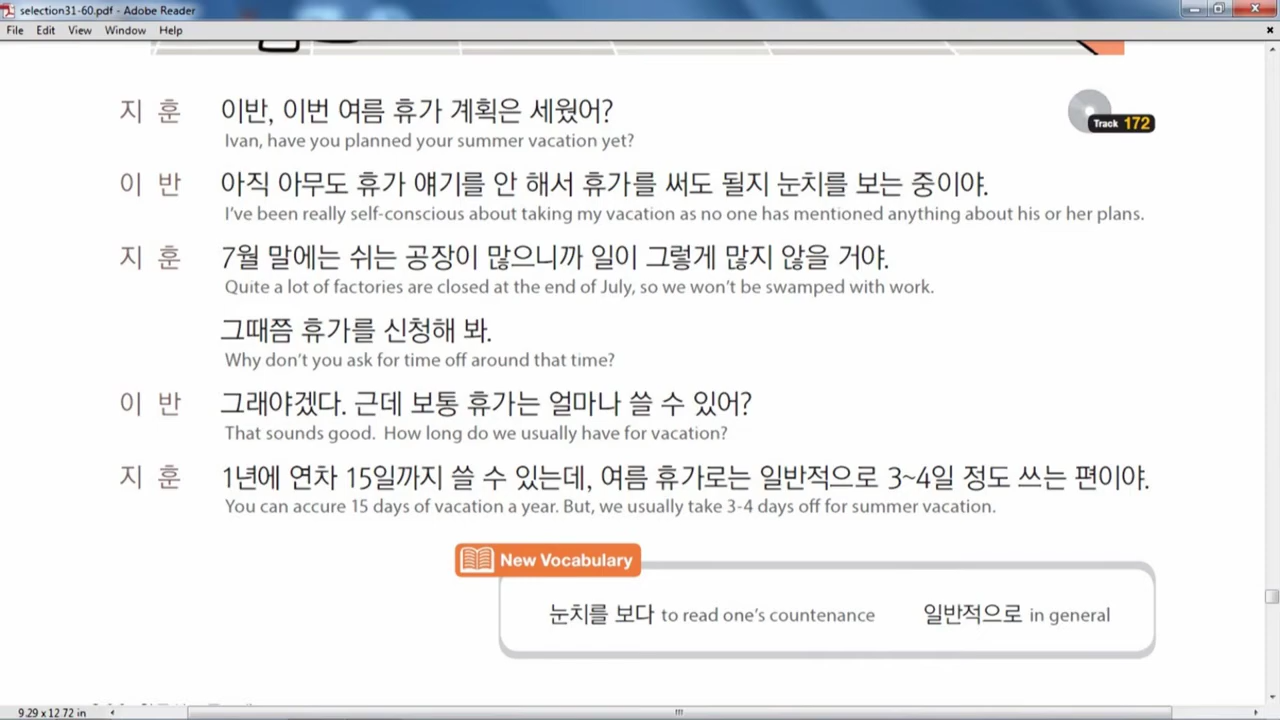 selection31-60.pdf - Adobe Reader
File Edit View Window Help
지 훈 이반, 이번 여름 휴가 계획은 세웠어?
Track 172
Ivan, have you planned your summer vacation yet?
이 반 아직 아무도 휴가 얘기를 안 해서 휴가를 써도 될지 눈치를 보는 중이야.
I've been really self-conscious about taking my vacation as no one has mentioned anything about his or her plans.
지 훈 7월 말에는 쉬는 공장이 많으니까 일이 그렇게 많지 않을 거야.
Quite a lot of factories are closed at the end of July, so we won't be swamped with work.
그때쯤 휴가를 신청해 봐.
Why don't you ask for time off around that time?
이 반 그래야겠다. 근데 보통 휴가는 얼마나 쓸 수 있어?
That sounds good. How long do we usually have for vacation?
지 훈 1년에 연차 15일까지 쓸 수 있는데, 여름 휴가로는 일반적으로 3~4일 정도 쓰는 편이야.
You can accure 15 days of vacation a year. But, we usually take 3-4 days off for summer vacation.
New Vocabulary
눈치를 보다 to read one's countenance 일반적으로 in general
9.29 x 12.72 in